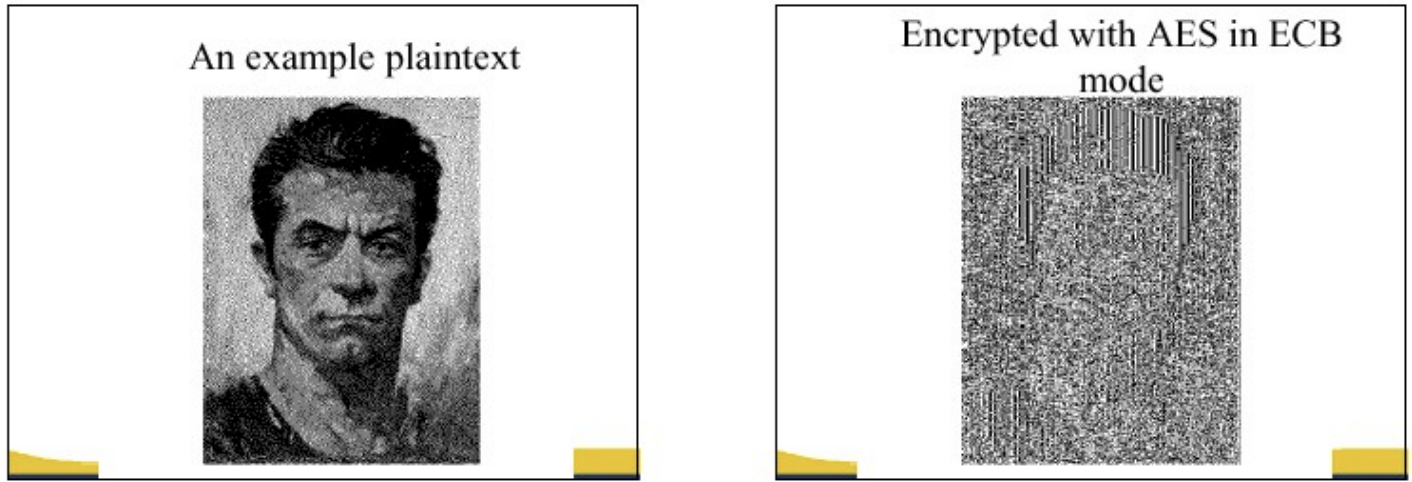 An example plaintext
Encrypted with AES in ECB
mode